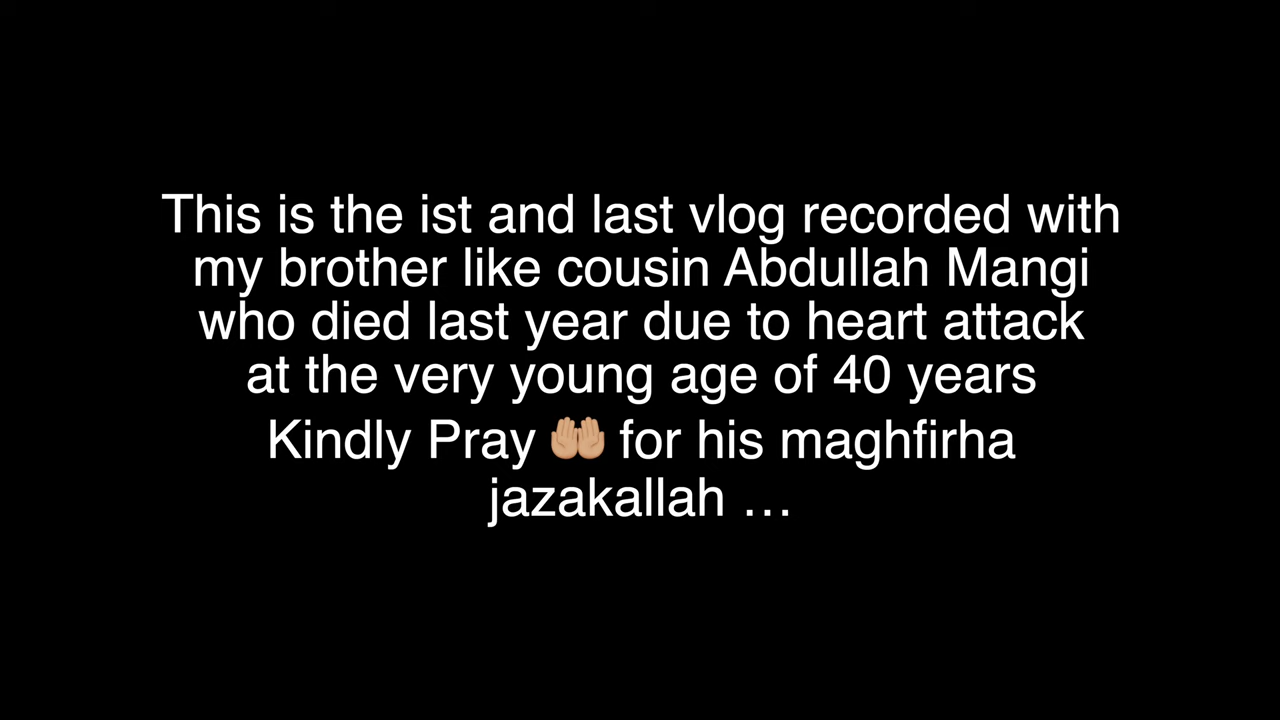 This is the ist and last vlog recorded with
my brother like cousin Abdullah Mangi
who died last year due to heart attack
at the very young age of 40 years
Kindly Pray 🤲🏼 for his maghfirha
jazakallah …